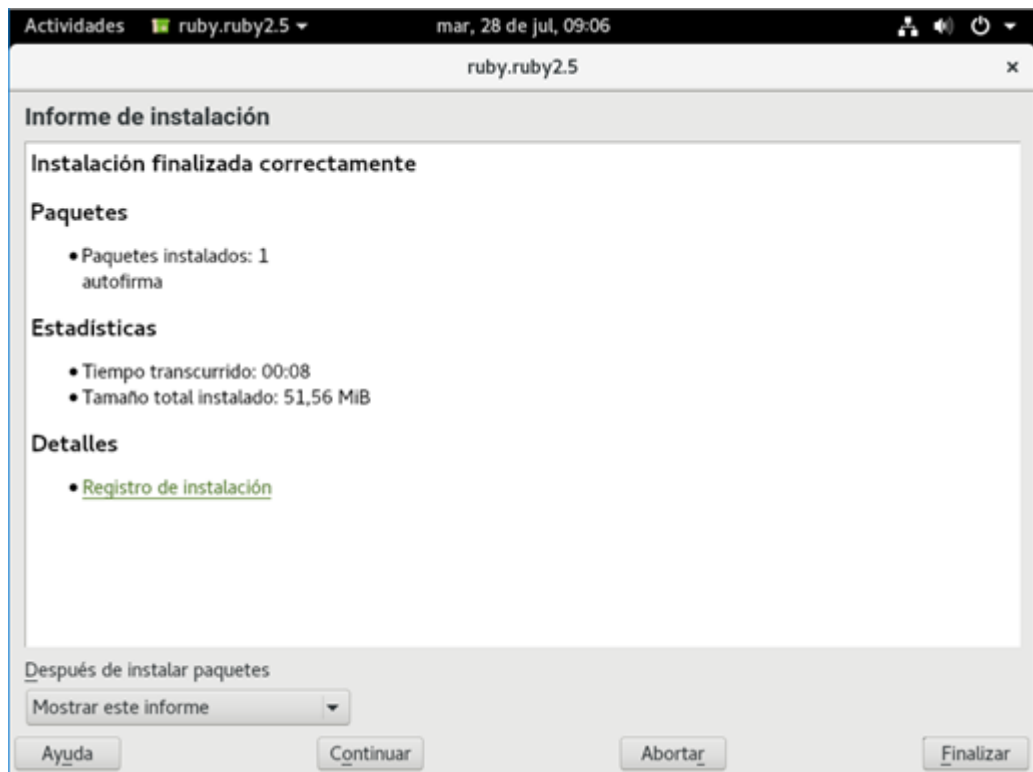 Actividades ruby.ruby2.5 mar, 28 de jul, 09:06
ruby.ruby2.5 ×
Informe de instalación
Instalación finalizada correctamente
Paquetes
• Paquetes instalados: 1
autofirma
Estadísticas
• Tiempo transcurrido: 00:08
• Tamaño total instalado: 51,56 MiB
Detalles
• Registro de instalación
Después de instalar paquetes
Mostrar este informe
Ayuda Continuar Abortar Finalizar